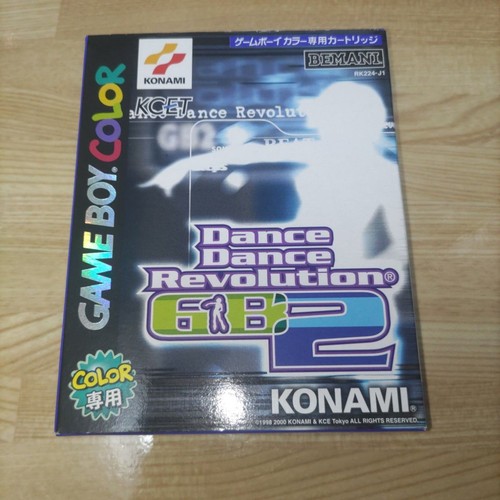 ゲームボーイ カラー専用カートリッジ
KONAMI
BEMANI
RK224-J1
KCET
Dance Dance Revolut
GB2
GAME BOY COLOR
Dance
Dance
Revolution®
GB2
COLOR
専用
KONAMI®
©1998 2000 KONAMI & KCE Tokyo ALL RIGHTS RESERVED.